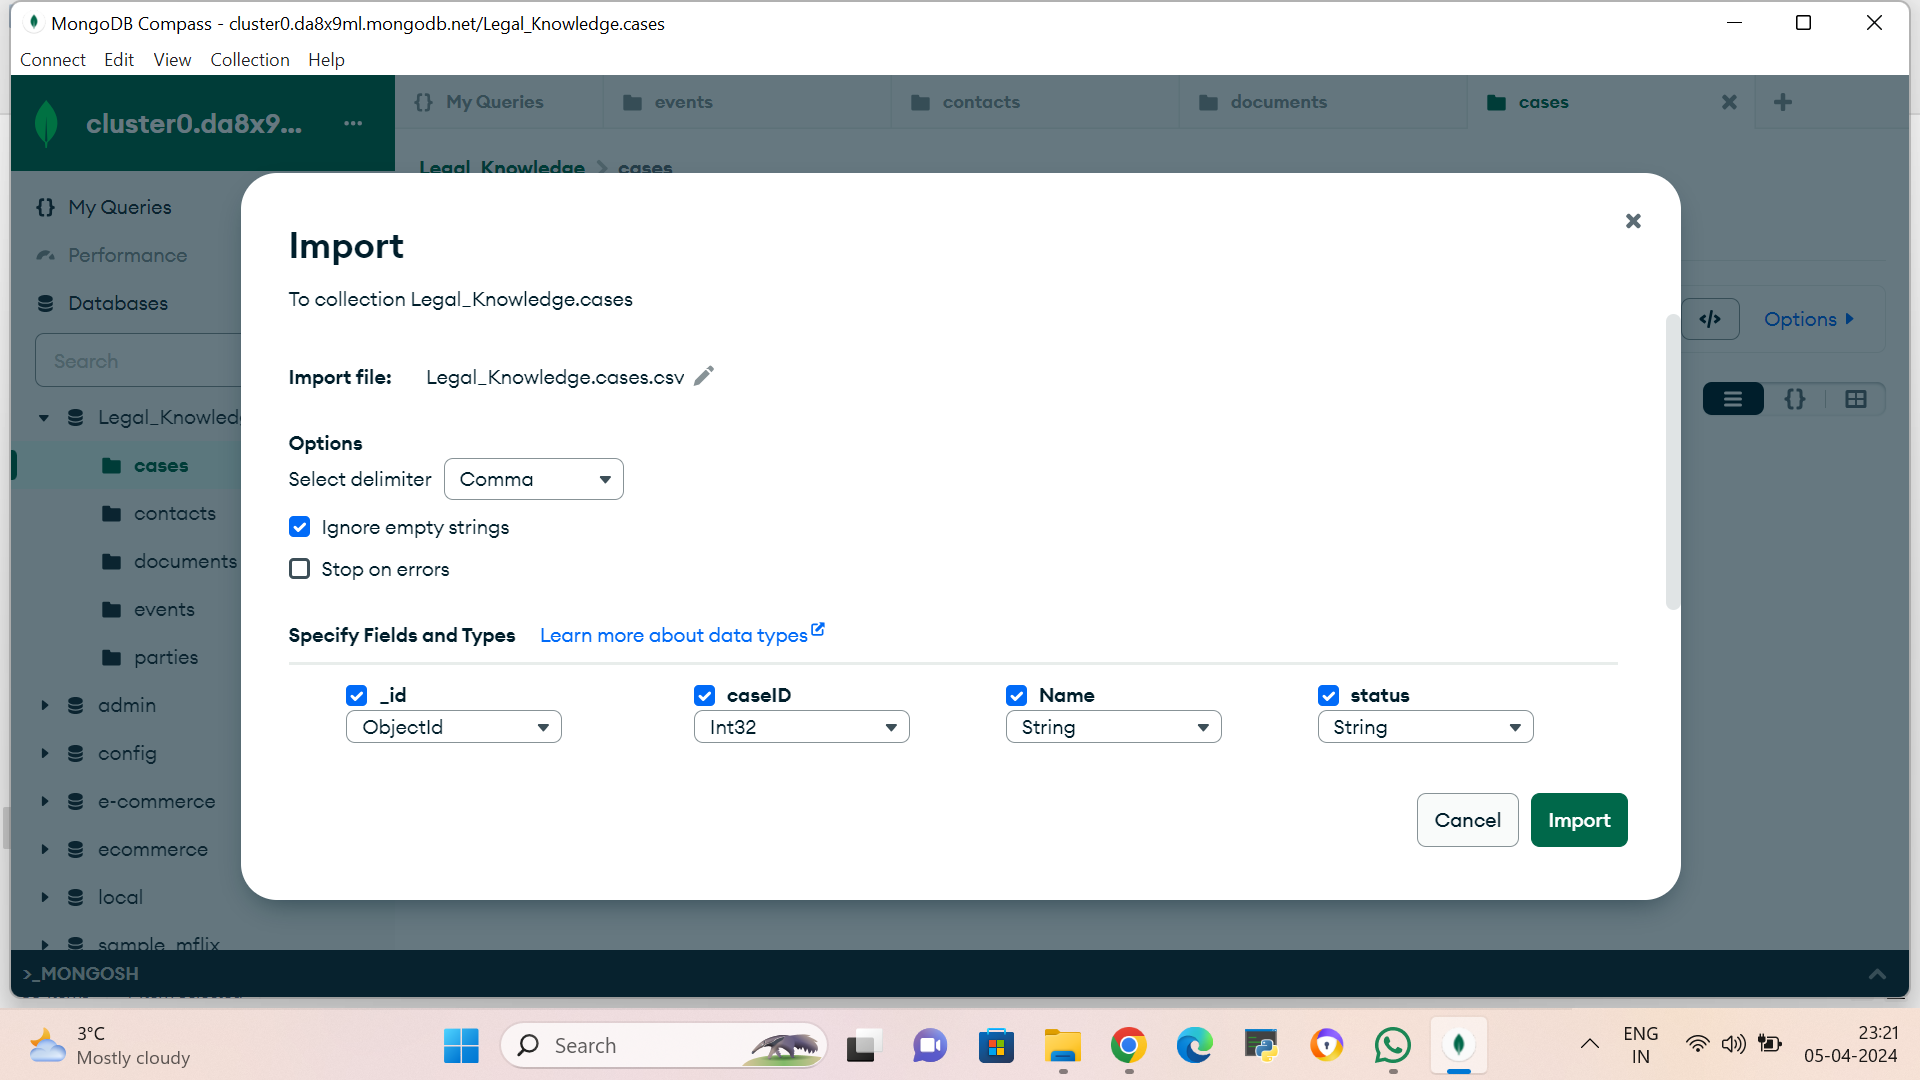 MongoDB Compass - cluster0.da8x9ml.mongodb.net/Legal_Knowledge.cases
Connect Edit View Collection Help
cluster0.da8x9... ...
{} My Queries events contacts documents cases
Legal_Knowledge > cases
{} My Queries
Performance
Databases
Search
Legal_Knowled
cases
contacts
documents
events
parties
admin
config
e-commerce
ecommerce
local
sample_mflix
Import
To collection Legal_Knowledge.cases
Import file: Legal_Knowledge.cases.csv
Options
Select delimiter Comma
Ignore empty strings
Stop on errors
Specify Fields and Types Learn more about data types
_id caseID Name status
ObjectId Int32 String String
Cancel Import
</> Options
{}
>_MONGOSH
3°C
Mostly cloudy
Search
ENG
IN
23:21
05-04-2024